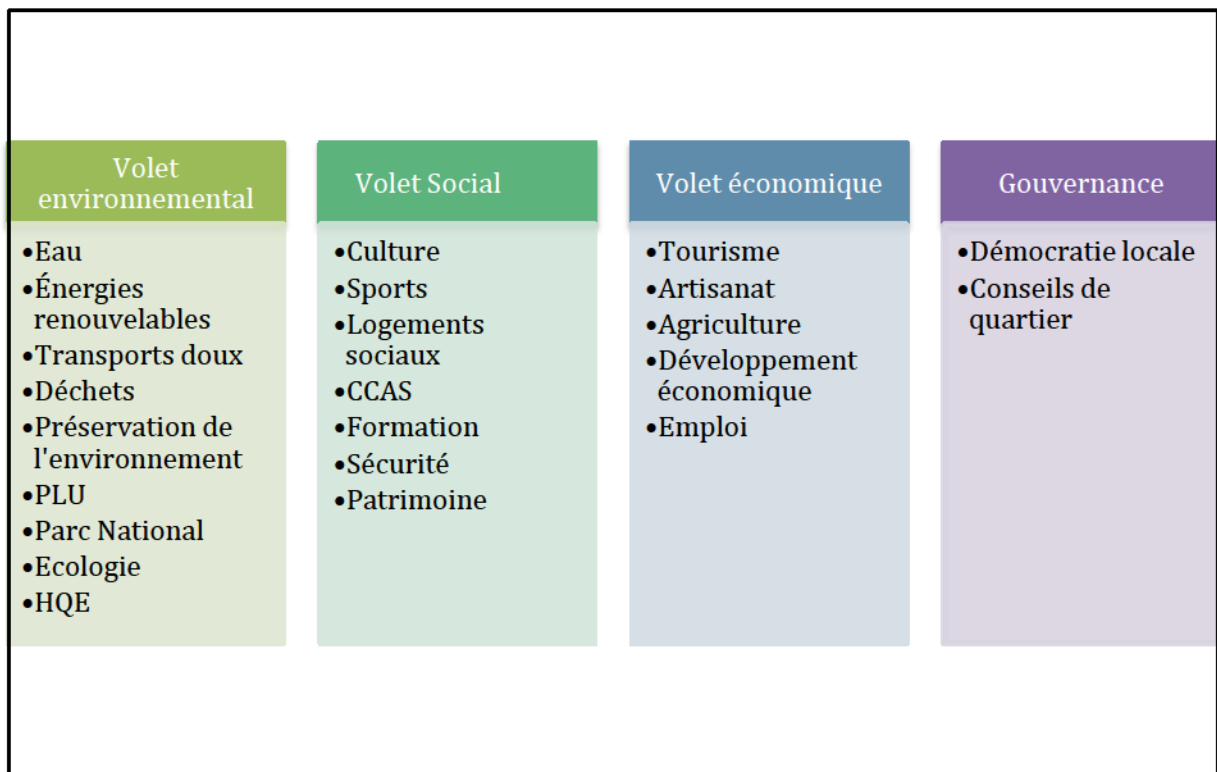 Volet
environnemental
•Eau
•Énergies
renouvelables
•Transports doux
•Déchets
•Préservation de
l'environnement
•PLU
•Parc National
•Ecologie
•HQE
Volet Social
•Culture
•Sports
•Logements
sociaux
•CCAS
•Formation
•Sécurité
•Patrimoine
Volet économique
•Tourisme
•Artisanat
•Agriculture
•Développement
économique
•Emploi
Gouvernance
•Démocratie locale
•Conseils de
quartier